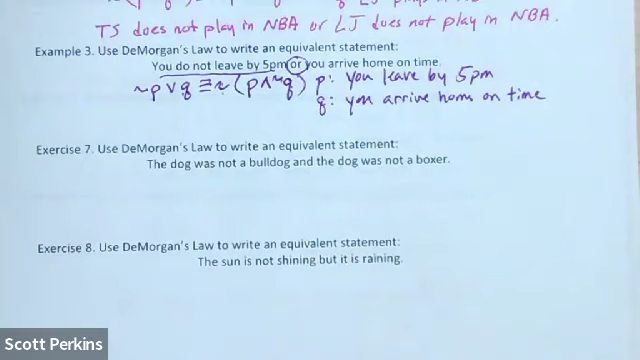 TS does not play in NBA or LJ does not play in NBA.
Example 3. Use DeMorgan's Law to write an equivalent statement:
You do not leave by 5pm or you arrive home on time.
~p ∨ q ≡ ~(p ∧ ~q) p: you leave by 5pm
q: you arrive home on time
Exercise 7. Use DeMorgan's Law to write an equivalent statement:
The dog was not a bulldog and the dog was not a boxer.
Exercise 8. Use DeMorgan's Law to write an equivalent statement:
The sun is not shining but it is raining.
Scott Perkins